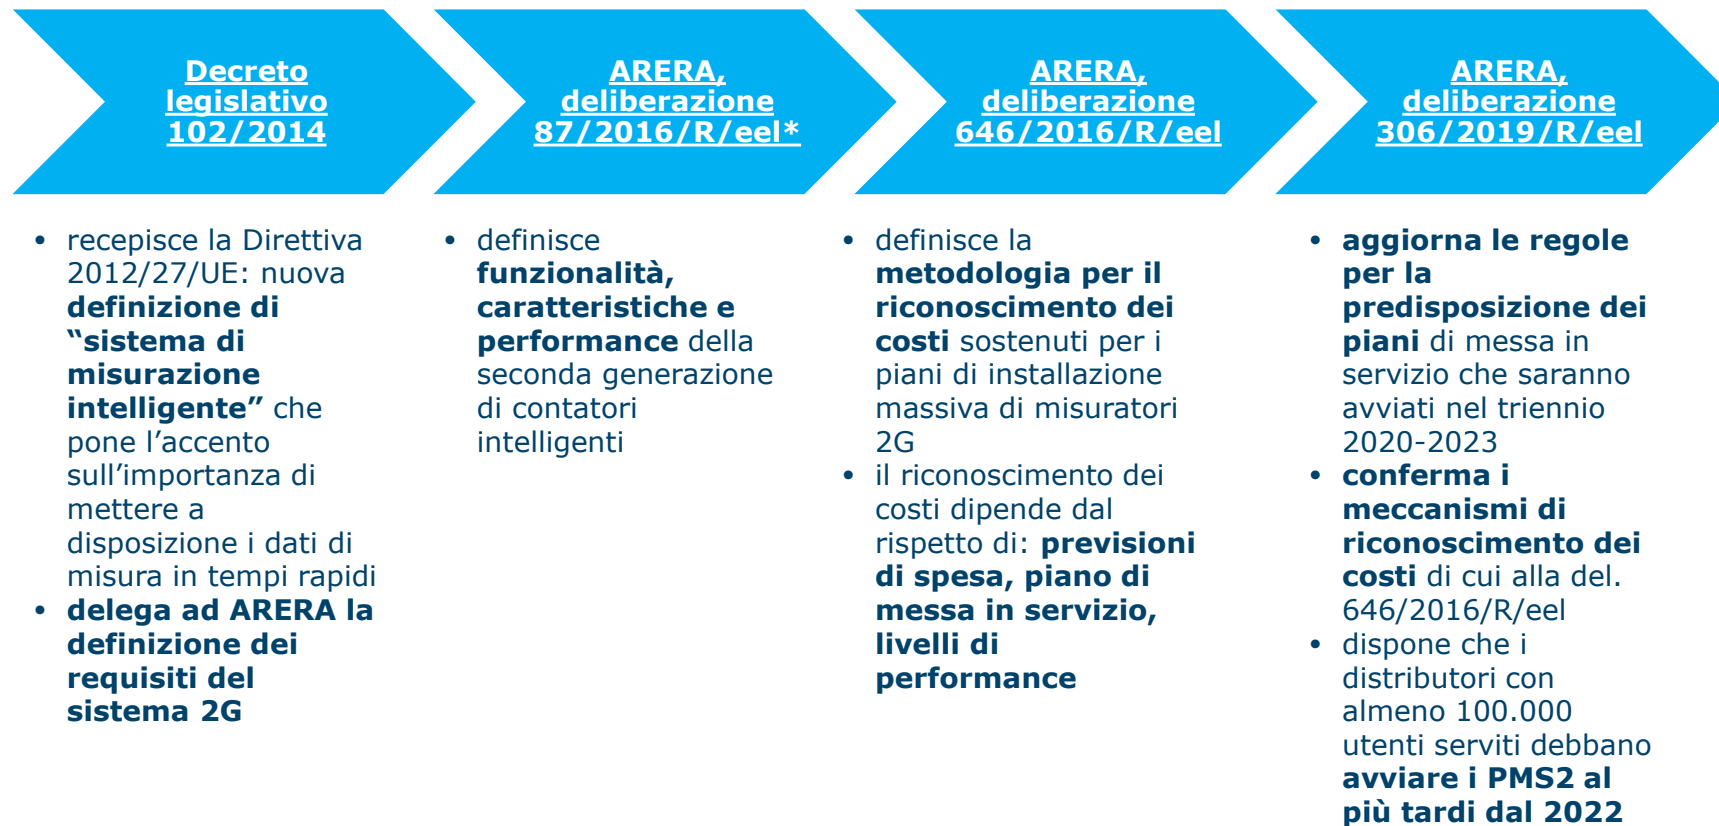 Decreto
legislativo
102/2014
• recepisce la Direttiva
2012/27/UE: nuova
definizione di
“sistema di
misurazione
intelligente” che
pone l’accento
sull’importanza di
mettere a
disposizione i dati di
misura in tempi rapidi
• delega ad ARERA la
definizione dei
requisiti del
sistema 2G
ARERA,
deliberazione
87/2016/R/eel*
• definisce
funzionalità,
caratteristiche e
performance della
seconda generazione
di contatori
intelligenti
ARERA,
deliberazione
646/2016/R/eel
• definisce la
metodologia per il
riconoscimento dei
costi sostenuti per i
piani di installazione
massiva di misuratori
2G
• il riconoscimento dei
costi dipende dal
rispetto di: previsioni
di spesa, piano di
messa in servizio,
livelli di
performance
ARERA,
deliberazione
306/2019/R/eel
• aggiorna le regole
per la
predisposizione dei
piani di messa in
servizio che saranno
avviati nel triennio
2020-2023
• conferma i
meccanismi di
riconoscimento dei
costi di cui alla del.
646/2016/R/eel
• dispone che i
distributori con
almeno 100.000
utenti serviti debbano
avviare i PMS2 al
più tardi dal 2022